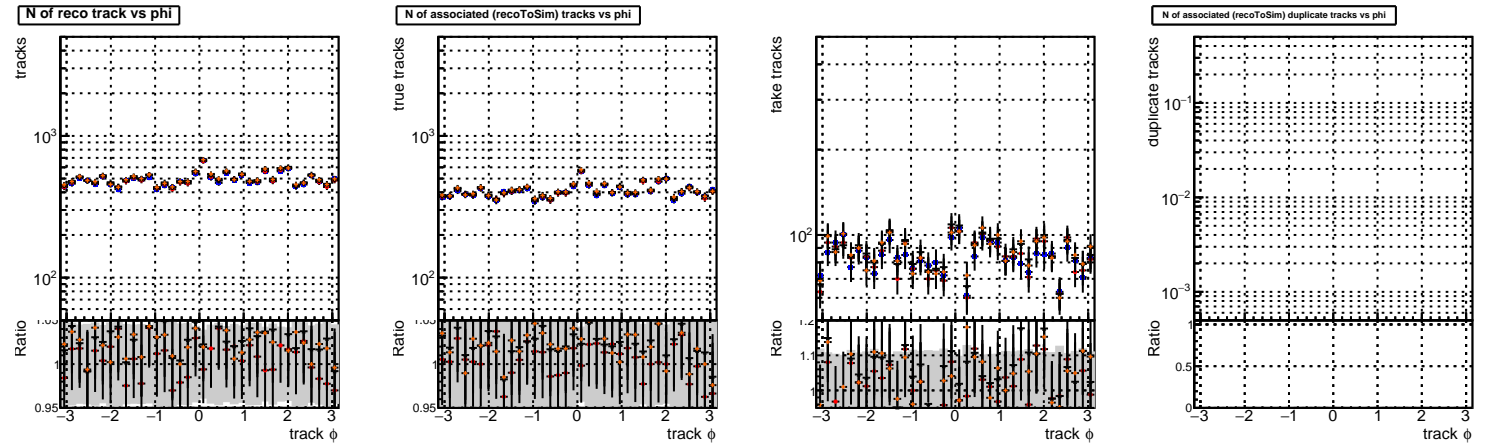 N of reco track vs phi
tracks
10³
10²
Ratio
1.05
1
0.95
−3 −2 −1 0 1 2 3
track ϕ
N of associated (recoToSim) tracks vs phi
true tracks
10³
10²
Ratio
1.05
1
0.95
−3 −2 −1 0 1 2 3
track ϕ
fake tracks
10²
Ratio
1.2
1.1
1
−3 −2 −1 0 1 2 3
track ϕ
N of associated (recoToSim) duplicate tracks vs phi
duplicate tracks
10⁻¹
10⁻²
10⁻³
Ratio
1
0.5
0
−3 −2 −1 0 1 2 3
track ϕ